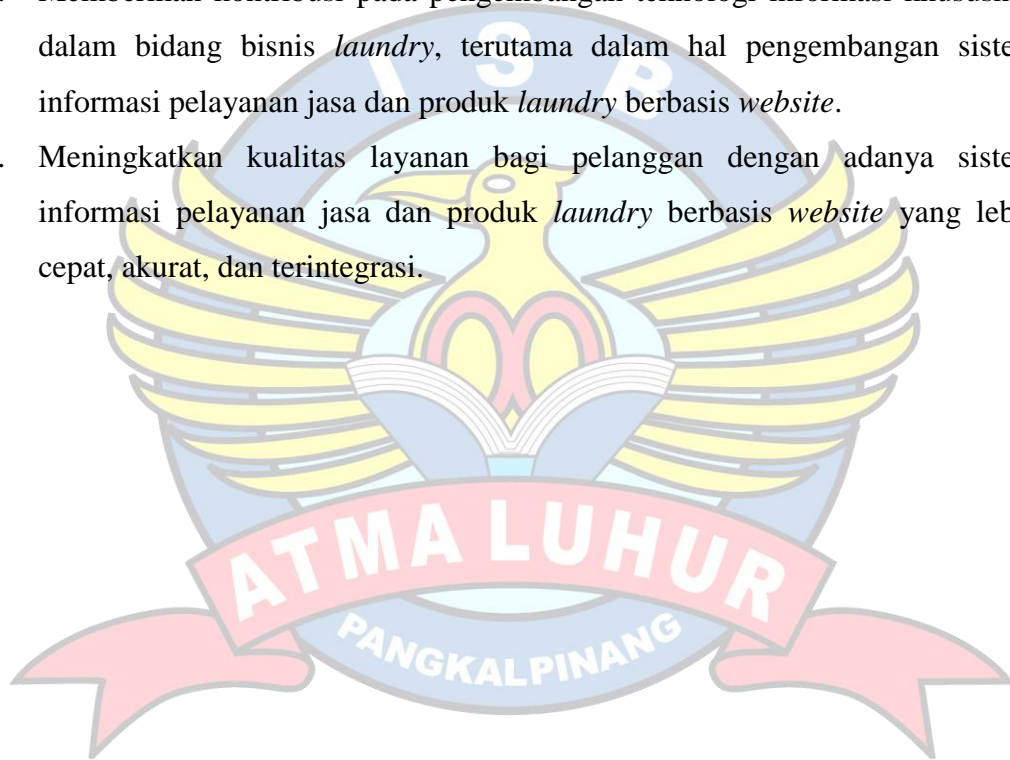 dalam bidang bisnis laundry, terutama dalam hal pengembangan siste
informasi pelayanan jasa dan produk laundry berbasis website.
. Meningkatkan kualitas layanan bagi pelanggan dengan adanya siste
informasi pelayanan jasa dan produk laundry berbasis website yang leb
cepat, akurat, dan terintegrasi.
I S B
ATMA LUHUR
PANGKALPINANG